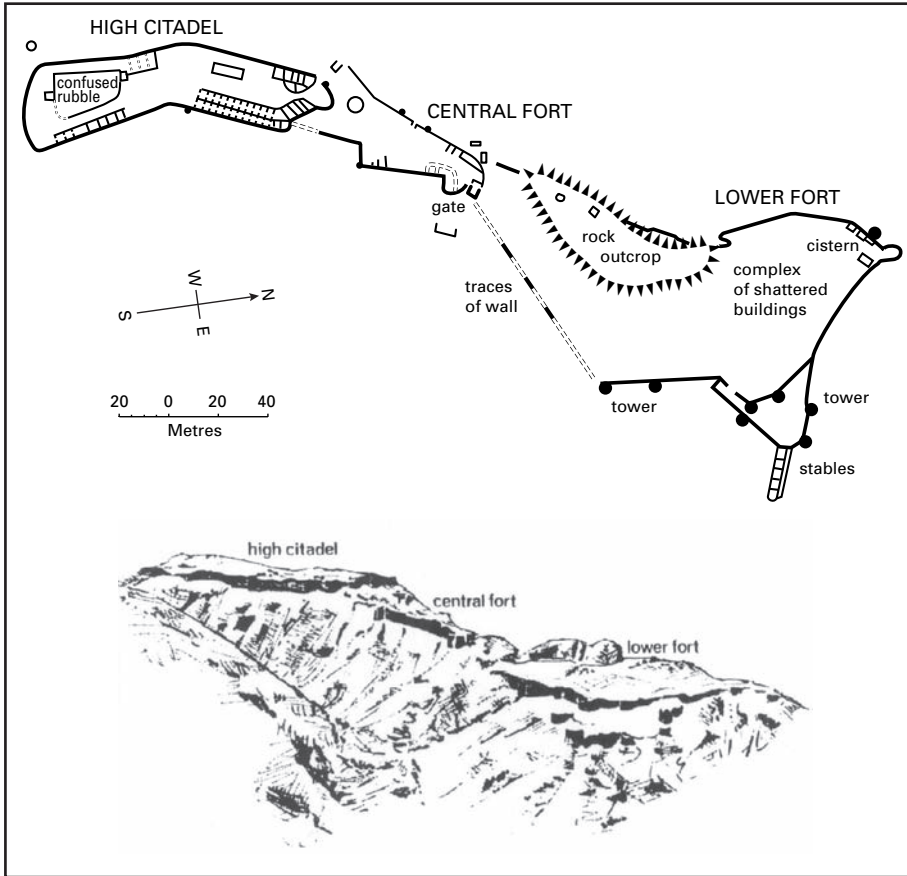 HIGH CITADEL
confused
rubble
CENTRAL FORT
gate
LOWER FORT
cistern
rock
outcrop
complex
of shattered
buildings
traces
of wall
W
N
S
E
20 0 20 40
Metres
tower
tower
stables
high citadel
central fort
lower fort